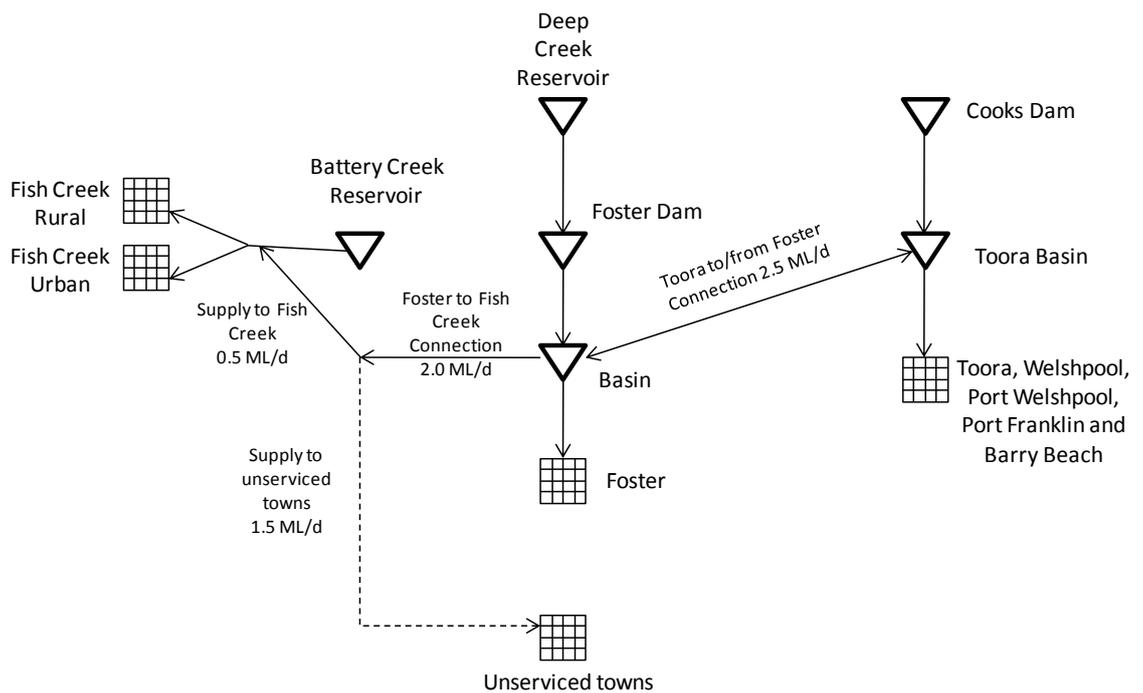 Deep
Creek
Reservoir
Cooks Dam
Battery Creek
Reservoir
Fish Creek
Rural
Foster Dam
Fish Creek
Urban
Toora to/from Foster
Connection 2.5 ML/d
Toora Basin
Supply to Fish
Creek
0.5 ML/d
Foster to Fish
Creek
Connection
2.0 ML/d
Basin
Toora, Welshpool,
Port Welshpool,
Port Franklin and
Barry Beach
Supply to
unserviced
towns
1.5 ML/d
Foster
Unserviced towns